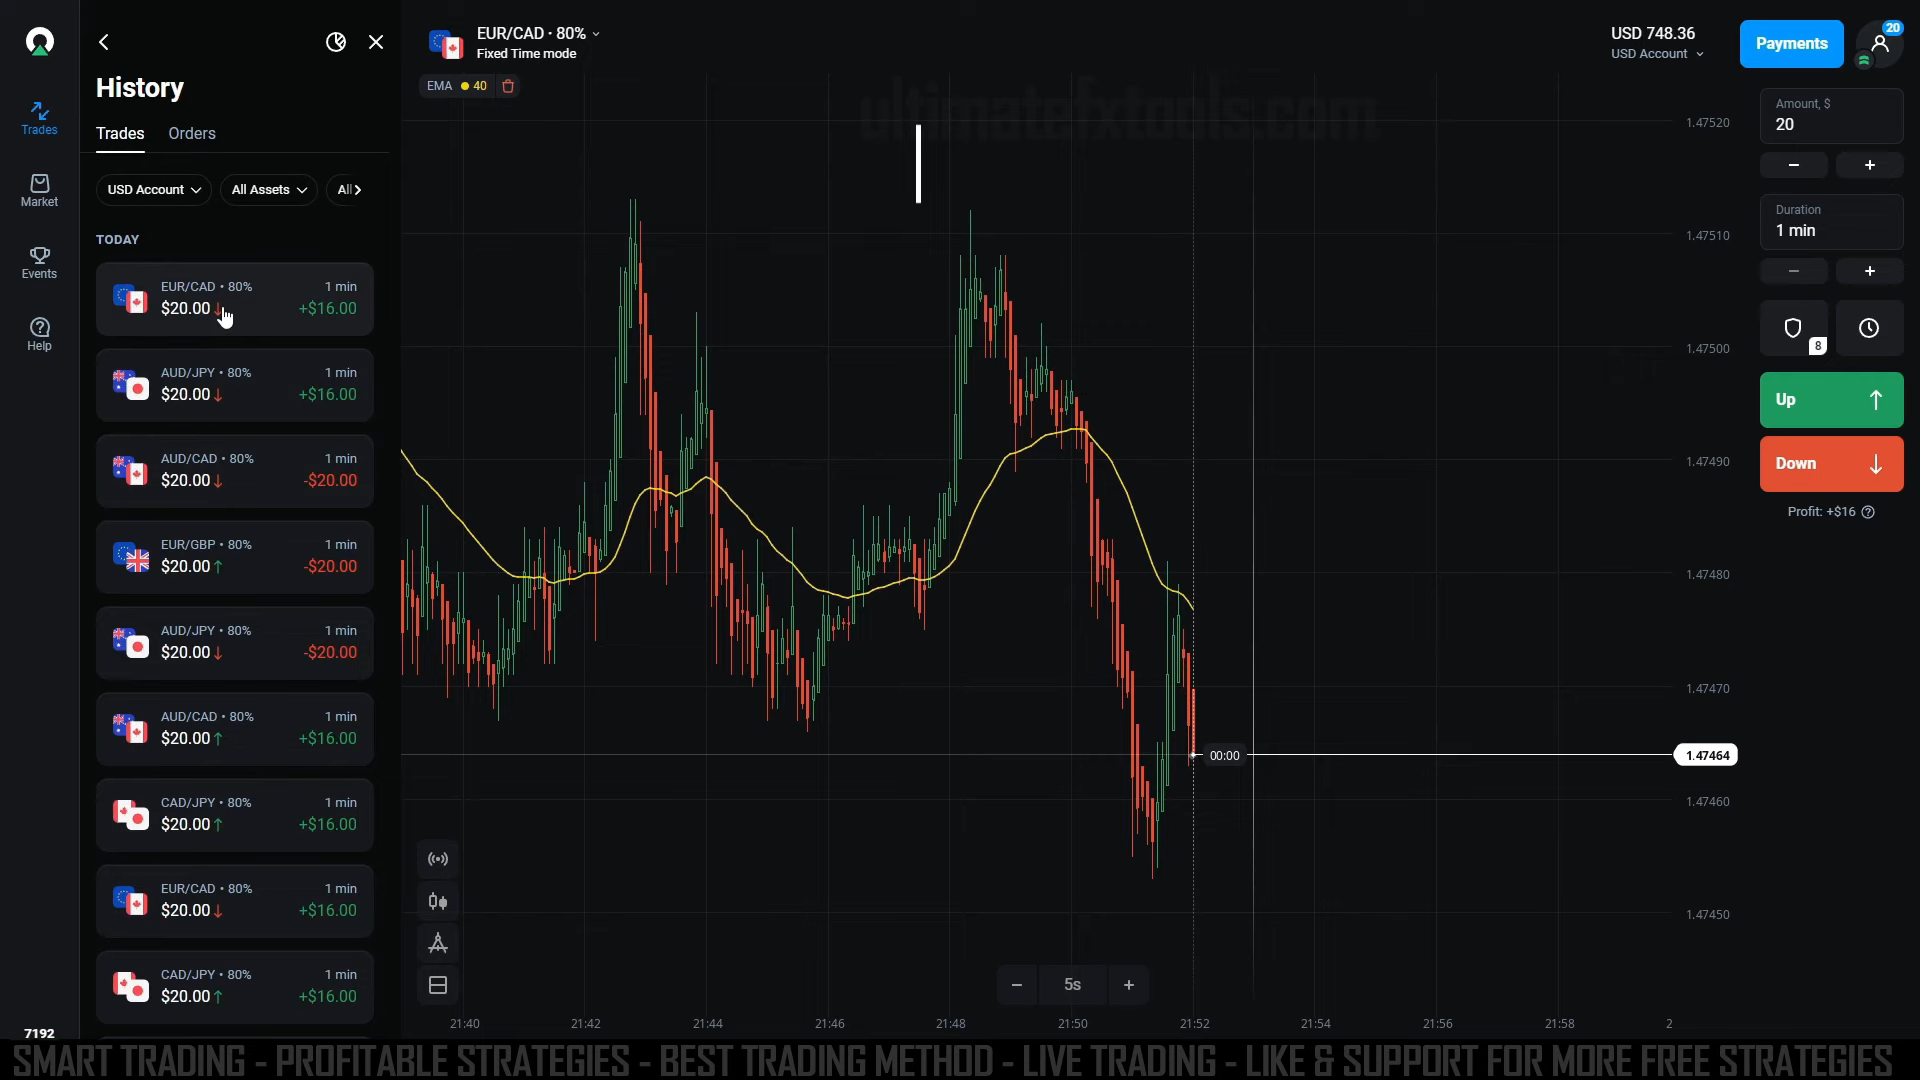 History
Trades
Orders
USD Account
All Assets
All
TODAY
EUR/CAD • 80%
1 min
$20.00 ↓
+$16.00
AUD/JPY • 80%
1 min
$20.00 ↓
+$16.00
AUD/CAD • 80%
1 min
$20.00 ↓
-$20.00
EUR/GBP • 80%
1 min
$20.00 ↑
-$20.00
AUD/JPY • 80%
1 min
$20.00 ↓
-$20.00
AUD/CAD • 80%
1 min
$20.00 ↑
+$16.00
CAD/JPY • 80%
1 min
$20.00 ↑
+$16.00
EUR/CAD • 80%
1 min
$20.00 ↓
+$16.00
CAD/JPY • 80%
1 min
$20.00 ↑
+$16.00
Trades
Market
Events
Help
7192
EUR/CAD • 80%
Fixed Time mode
EMA 40
ultimatefxtools.com
USD 748.36
USD Account
Payments
20
Amount, $
20
− +
Duration
1 min
− +
8
Up ↑
Down ↓
Profit: +$16
1.47520
1.47510
1.47500
1.47490
1.47480
1.47470
1.47464
1.47460
1.47450
00:00
− 5s +
21:40
21:42
21:44
21:46
21:48
21:50
21:52
21:54
21:56
21:58
2
SMART TRADING - PROFITABLE STRATEGIES - BEST TRADING METHOD - LIVE TRADING - LIKE & SUPPORT FOR MORE FREE STRATEGIES